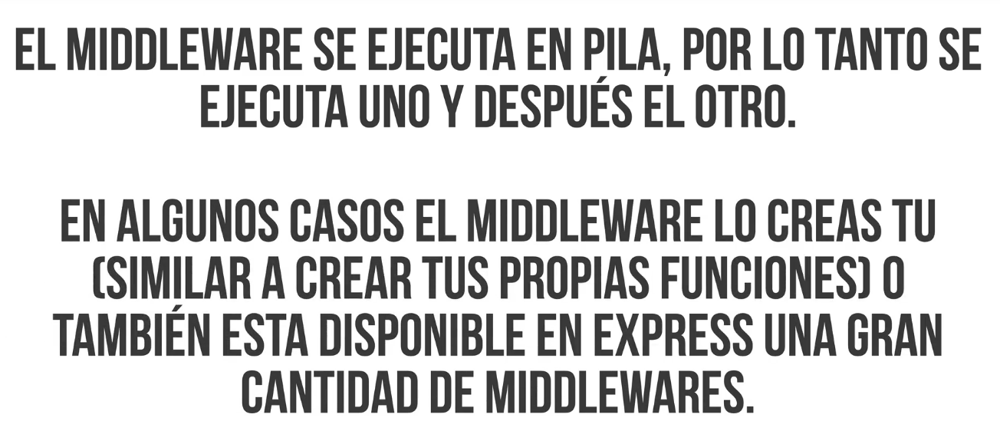 EL MIDDLEWARE SE EJECUTA EN PILA, POR LO TANTO SE
EJECUTA UNO Y DESPUÉS EL OTRO.
EN ALGUNOS CASOS EL MIDDLEWARE LO CREAS TU
(SIMILAR A CREAR TUS PROPIAS FUNCIONES) O
TAMBIÉN ESTA DISPONIBLE EN EXPRESS UNA GRAN
CANTIDAD DE MIDDLEWARES.